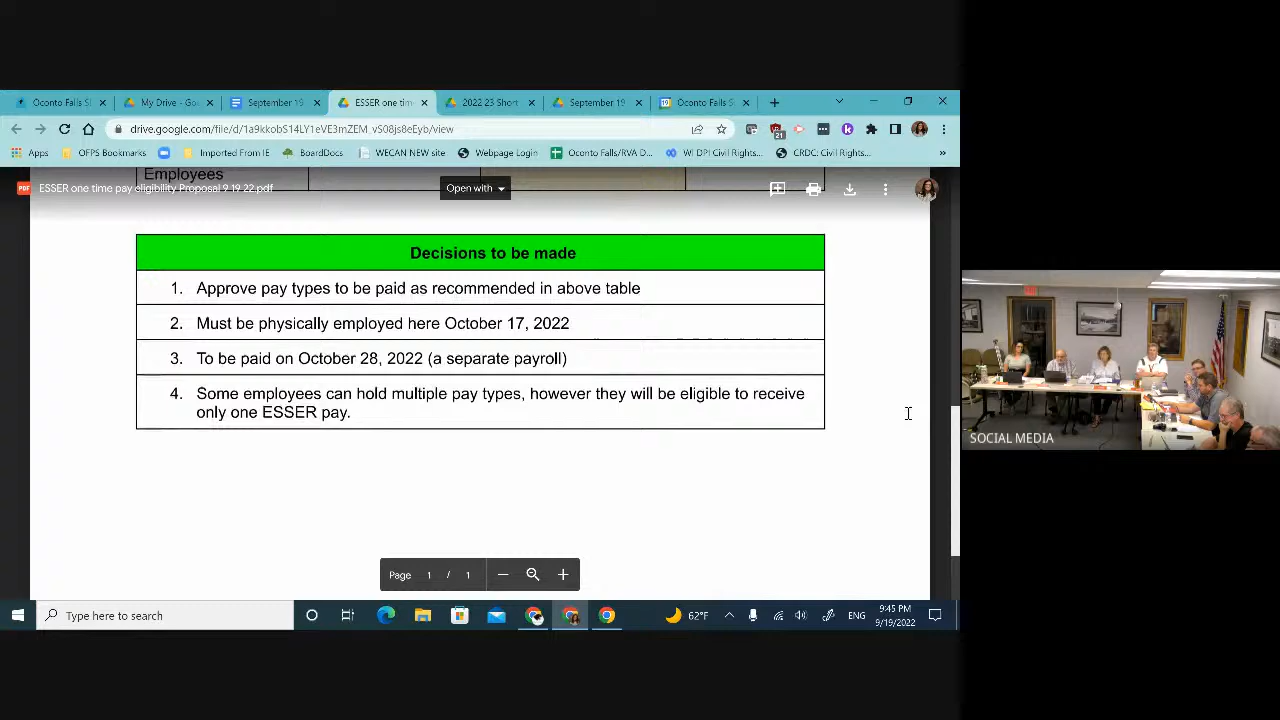 Oconto Falls S
My Drive - Goo
September 19
ESSER one tim
2022 23 Short
September 19
Oconto Falls S
drive.google.com/file/d/1a9kkobS14LY1eVE3mZEM_vS08js8eEyb/view
21
Apps
OFPS Bookmarks
Imported From IE
BoardDocs
WECAN NEW site
Webpage Login
Oconto Falls/RVA D...
WI DPI Civil Rights...
CRDC: Civil Rights...
»
Employees
PDF
ESSER one time pay eligibility Proposal 9 19 22.pdf
Open with
Decisions to be made
1. Approve pay types to be paid as recommended in above table
2. Must be physically employed here October 17, 2022
3. To be paid on October 28, 2022 (a separate payroll)
4. Some employees can hold multiple pay types, however they will be eligible to receive
only one ESSER pay.
SOCIAL MEDIA
Page 1 / 1
Type here to search
62°F
ENG
9:45 PM
9/19/2022